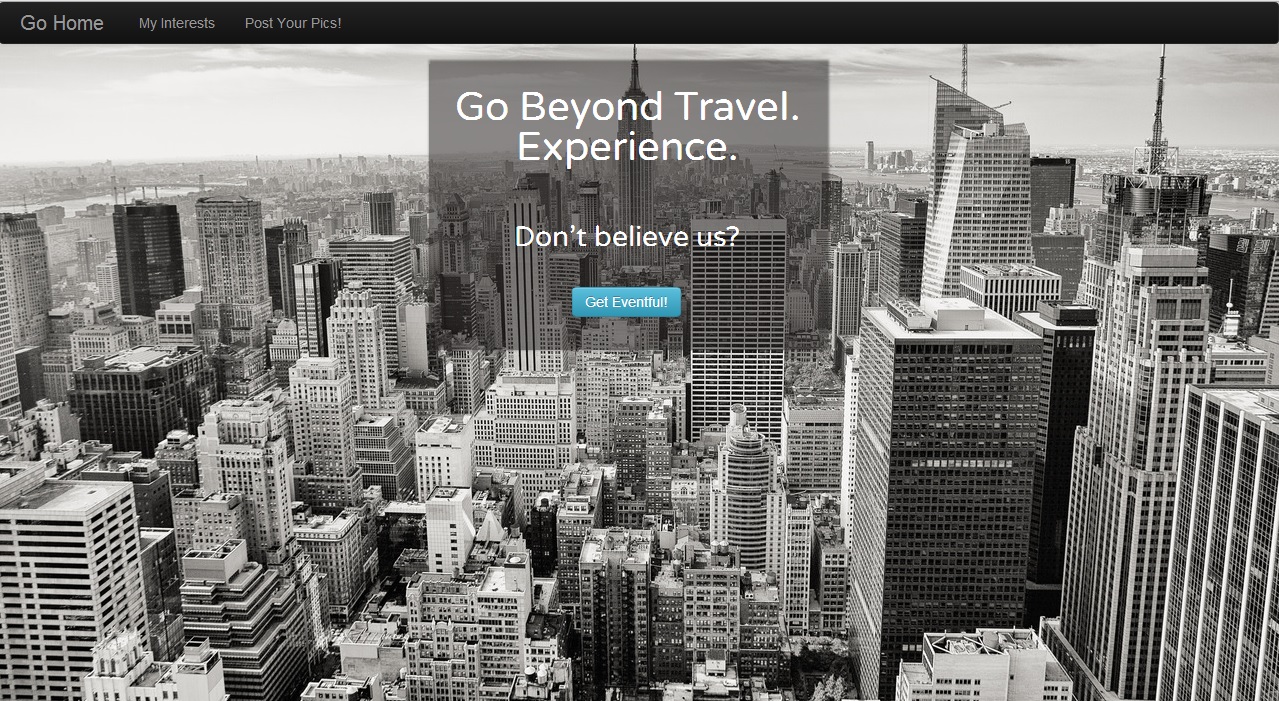 Go Home My Interests Post Your Pics!
Go Beyond Travel.
Experience.
Don't believe us?
Get Eventful!